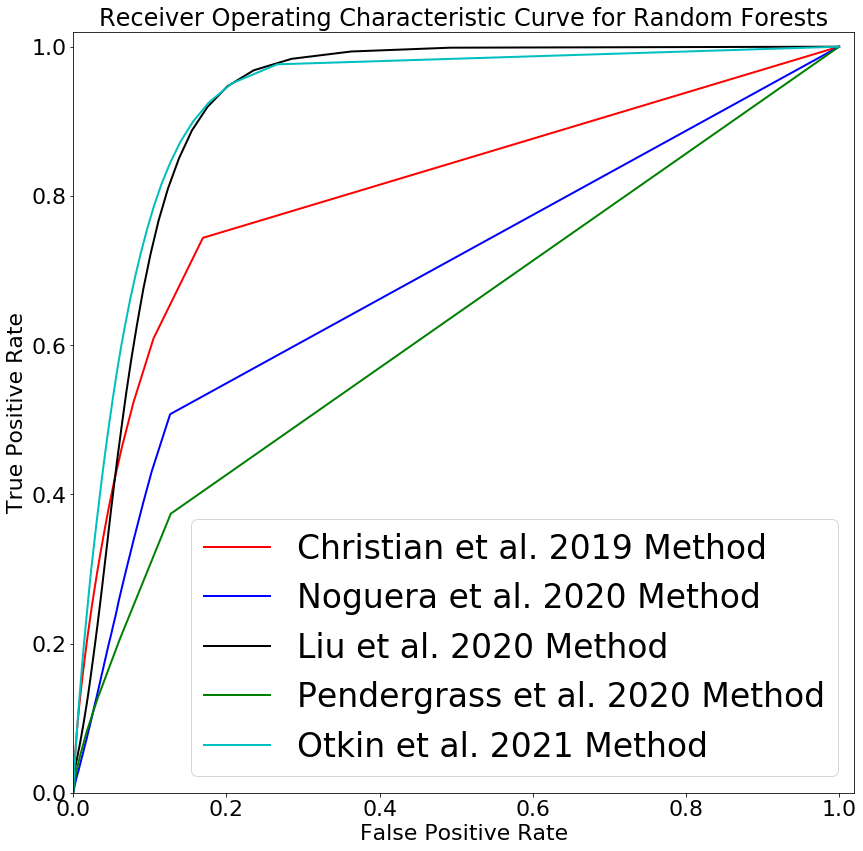 Receiver Operating Characteristic Curve for Random Forests
1.0
0.8
0.6
0.4
0.2
0.0
True Positive Rate
Christian et al. 2019 Method
Noguera et al. 2020 Method
Liu et al. 2020 Method
Pendergrass et al. 2020 Method
Otkin et al. 2021 Method
0.0 0.2 0.4 0.6 0.8 1.0
False Positive Rate